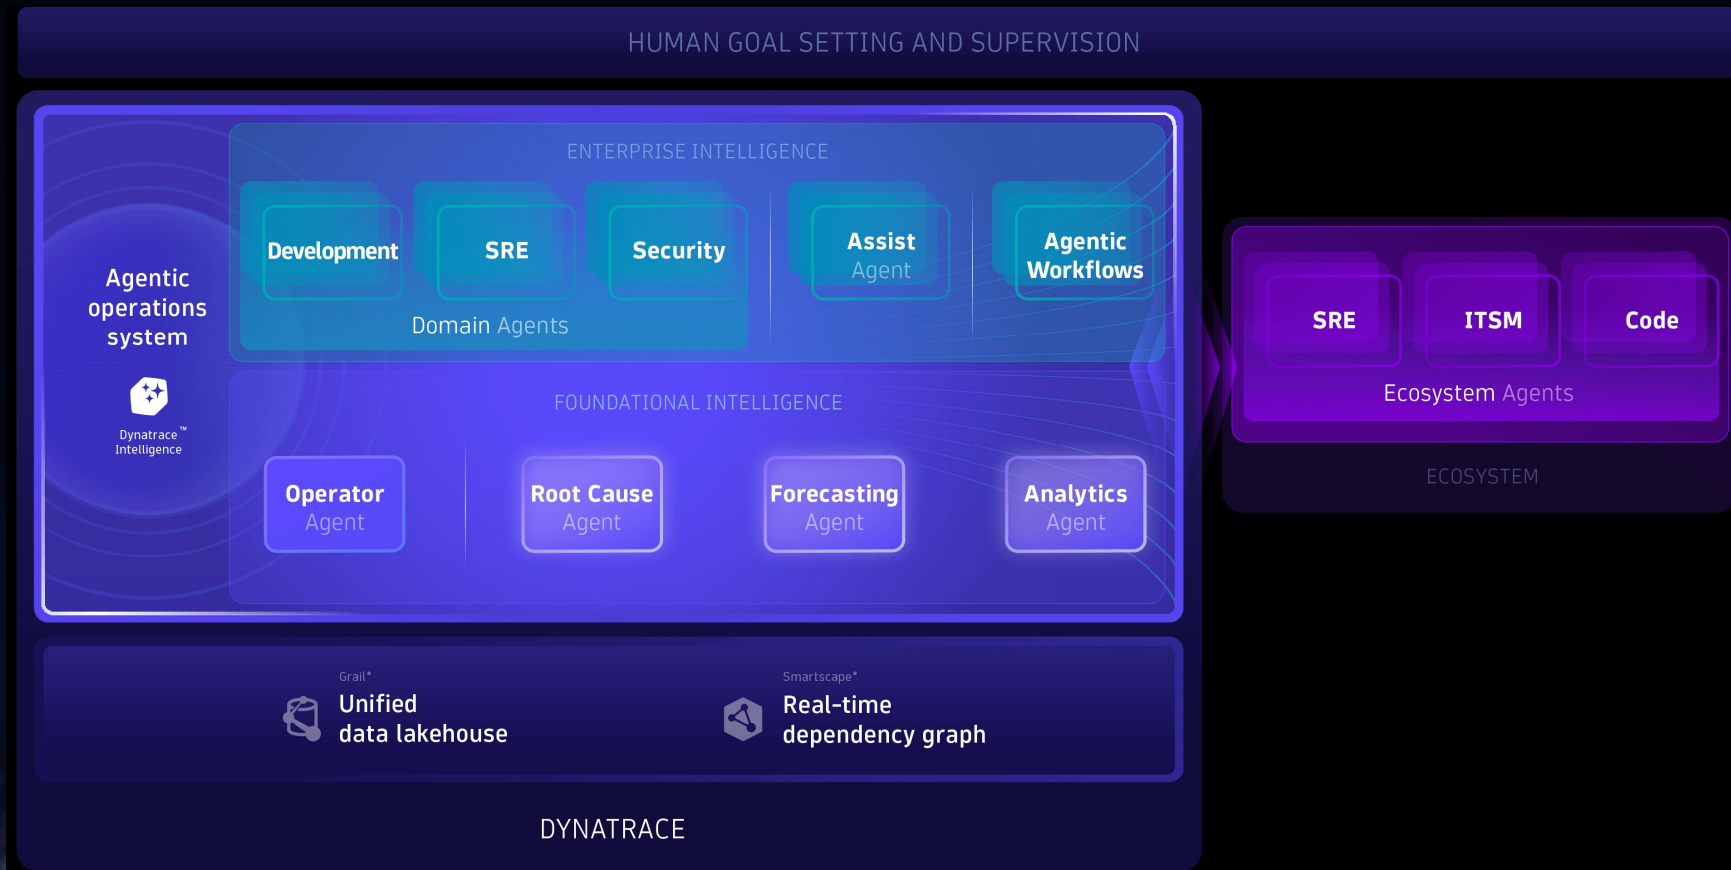 HUMAN GOAL SETTING AND SUPERVISION
ENTERPRISE INTELLIGENCE
Development
SRE
Security
Domain Agents
Assist
Agent
Agentic
Workflows
Agentic
operations
system
Dynatrace™
Intelligence
FOUNDATIONAL INTELLIGENCE
Operator
Agent
Root Cause
Agent
Forecasting
Agent
Analytics
Agent
SRE
ITSM
Code
Ecosystem Agents
ECOSYSTEM
Grail*
Unified
data lakehouse
Smartscape*
Real-time
dependency graph
DYNATRACE